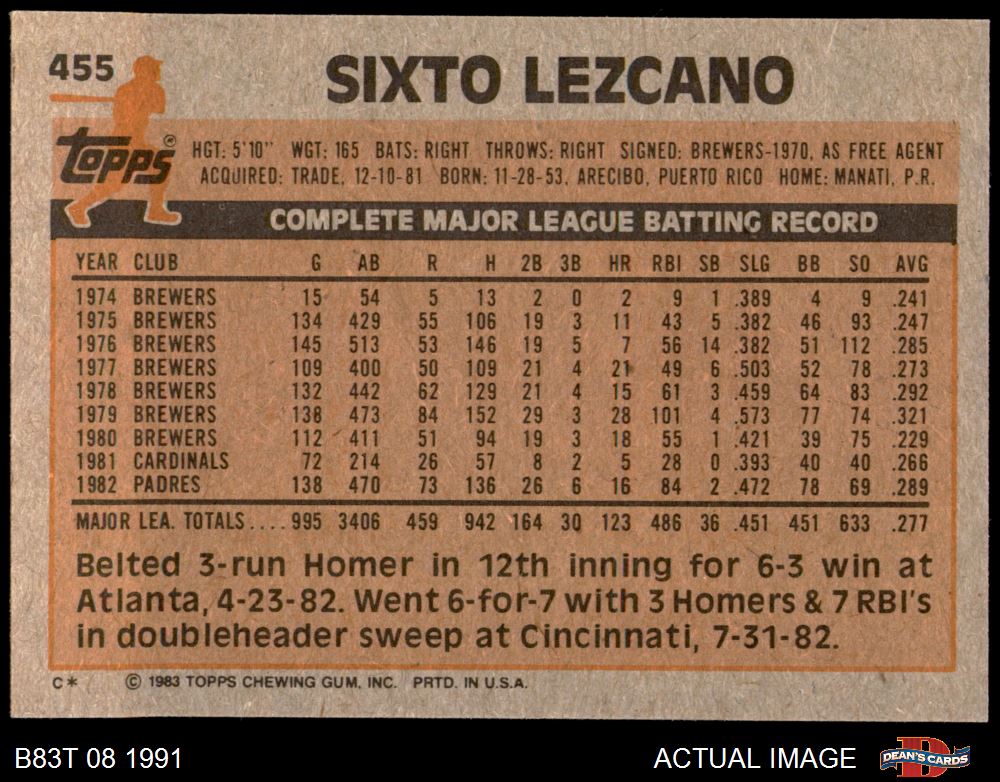 455
SIXTO LEZCANO
Topps®
HGT: 5'10" WGT: 165 BATS: RIGHT THROWS: RIGHT SIGNED: BREWERS-1970, AS FREE AGENT
ACQUIRED: TRADE, 12-10-81 BORN: 11-28-53, ARECIBO, PUERTO RICO HOME: MANATI, P.R.
COMPLETE MAJOR LEAGUE BATTING RECORD
YEAR CLUB G AB R H 2B 3B HR RBI SB SLG BB SO AVG
1974 BREWERS 15 54 5 13 2 0 2 9 1 .389 4 9 .241
1975 BREWERS 134 429 55 106 19 3 11 43 5 .382 46 93 .247
1976 BREWERS 145 513 53 146 19 5 7 56 14 .382 51 112 .285
1977 BREWERS 109 400 50 109 21 4 21 49 6 .503 52 78 .273
1978 BREWERS 132 442 62 129 21 4 15 61 3 .459 64 83 .292
1979 BREWERS 138 473 84 152 29 3 28 101 4 .573 77 74 .321
1980 BREWERS 112 411 51 94 19 3 18 55 1 .421 39 75 .229
1981 CARDINALS 72 214 26 57 8 2 5 28 0 .393 40 40 .266
1982 PADRES 138 470 73 136 26 6 16 84 2 .472 78 69 .289
MAJOR LEA. TOTALS.... 995 3406 459 942 164 30 123 486 36 .451 451 633 .277
Belted 3-run Homer in 12th inning for 6-3 win at
Atlanta, 4-23-82. Went 6-for-7 with 3 Homers & 7 RBI's
in doubleheader sweep at Cincinnati, 7-31-82.
C* © 1983 TOPPS CHEWING GUM, INC. PRTD. IN U.S.A.
B83T 08 1991
ACTUAL IMAGE
DEAN'S CARDS